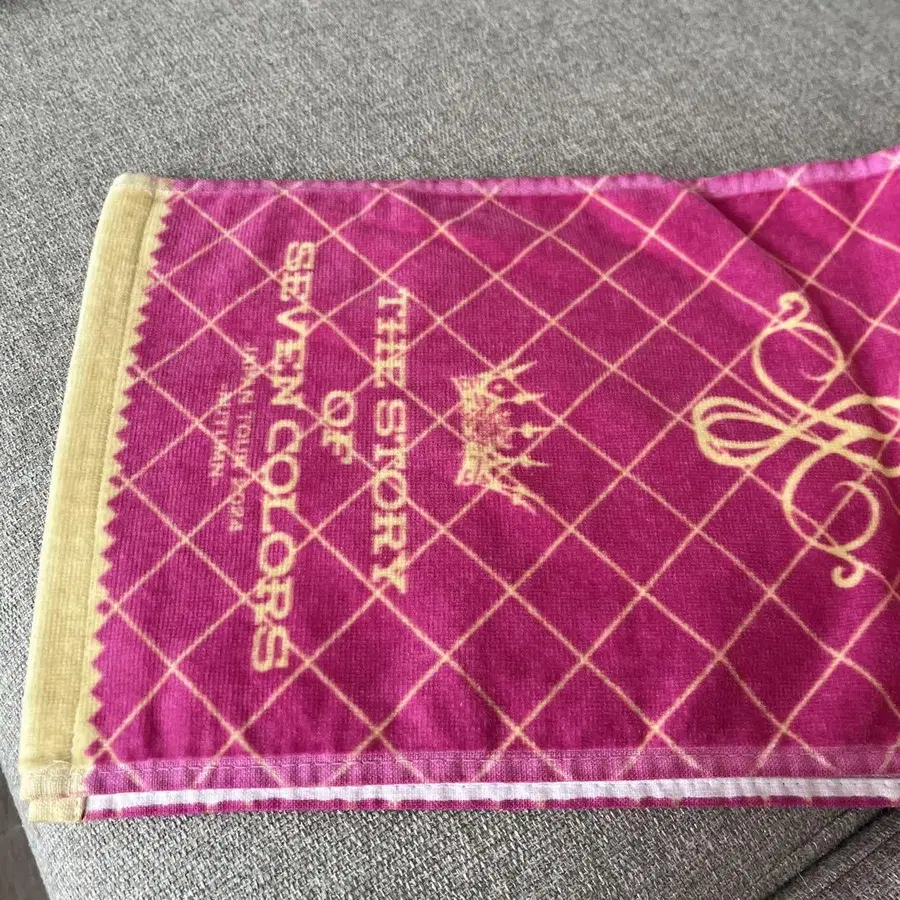 THE STORY
OF
SEVEN COLORS
JAPAN TOUR 2024
-AUTUMN-